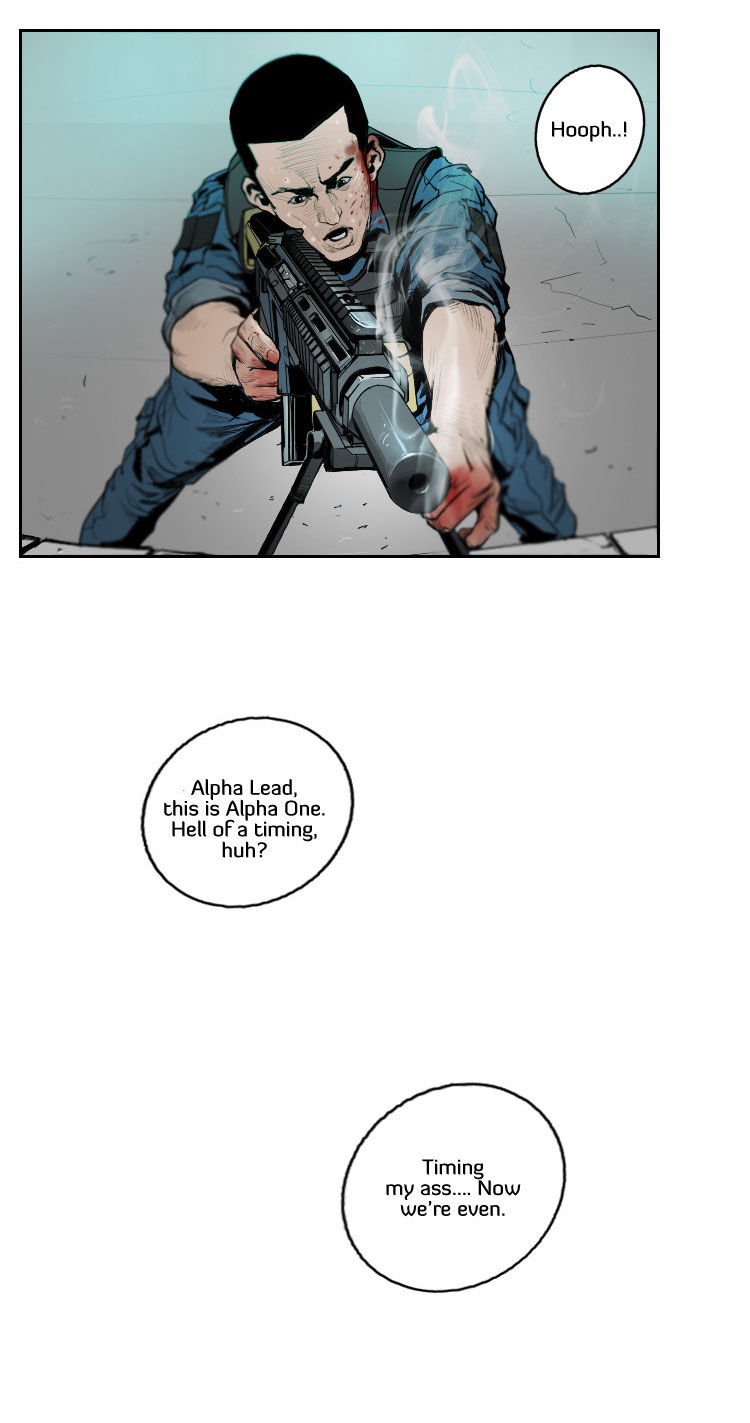 Hooph..!
Alpha Lead,
this is Alpha One.
Hell of a timing,
huh?
Timing
my ass.... Now
we're even.